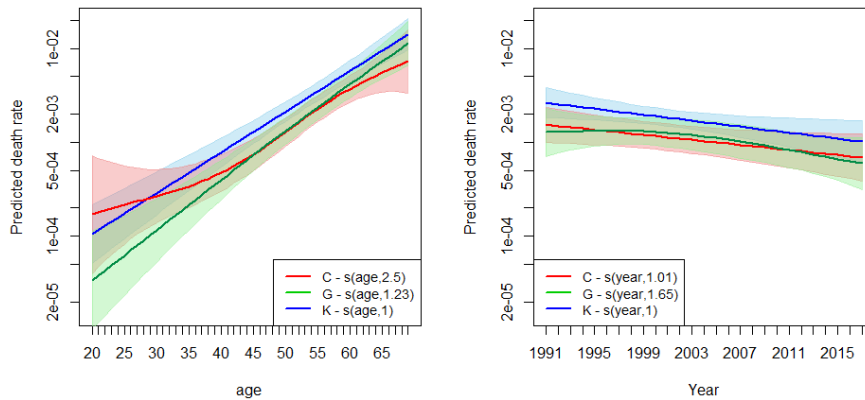 Predicted death rate
1e-02
2e-03
5e-04
1e-04
2e-05
C - s(age,2.5)
G - s(age,1.23)
K - s(age,1)
20 25 30 35 40 45 50 55 60 65
age
Predicted death rate
1e-02
2e-03
5e-04
1e-04
2e-05
C - s(year,1.01)
G - s(year,1.65)
K - s(year,1)
1991 1995 1999 2003 2007 2011 2015
Year